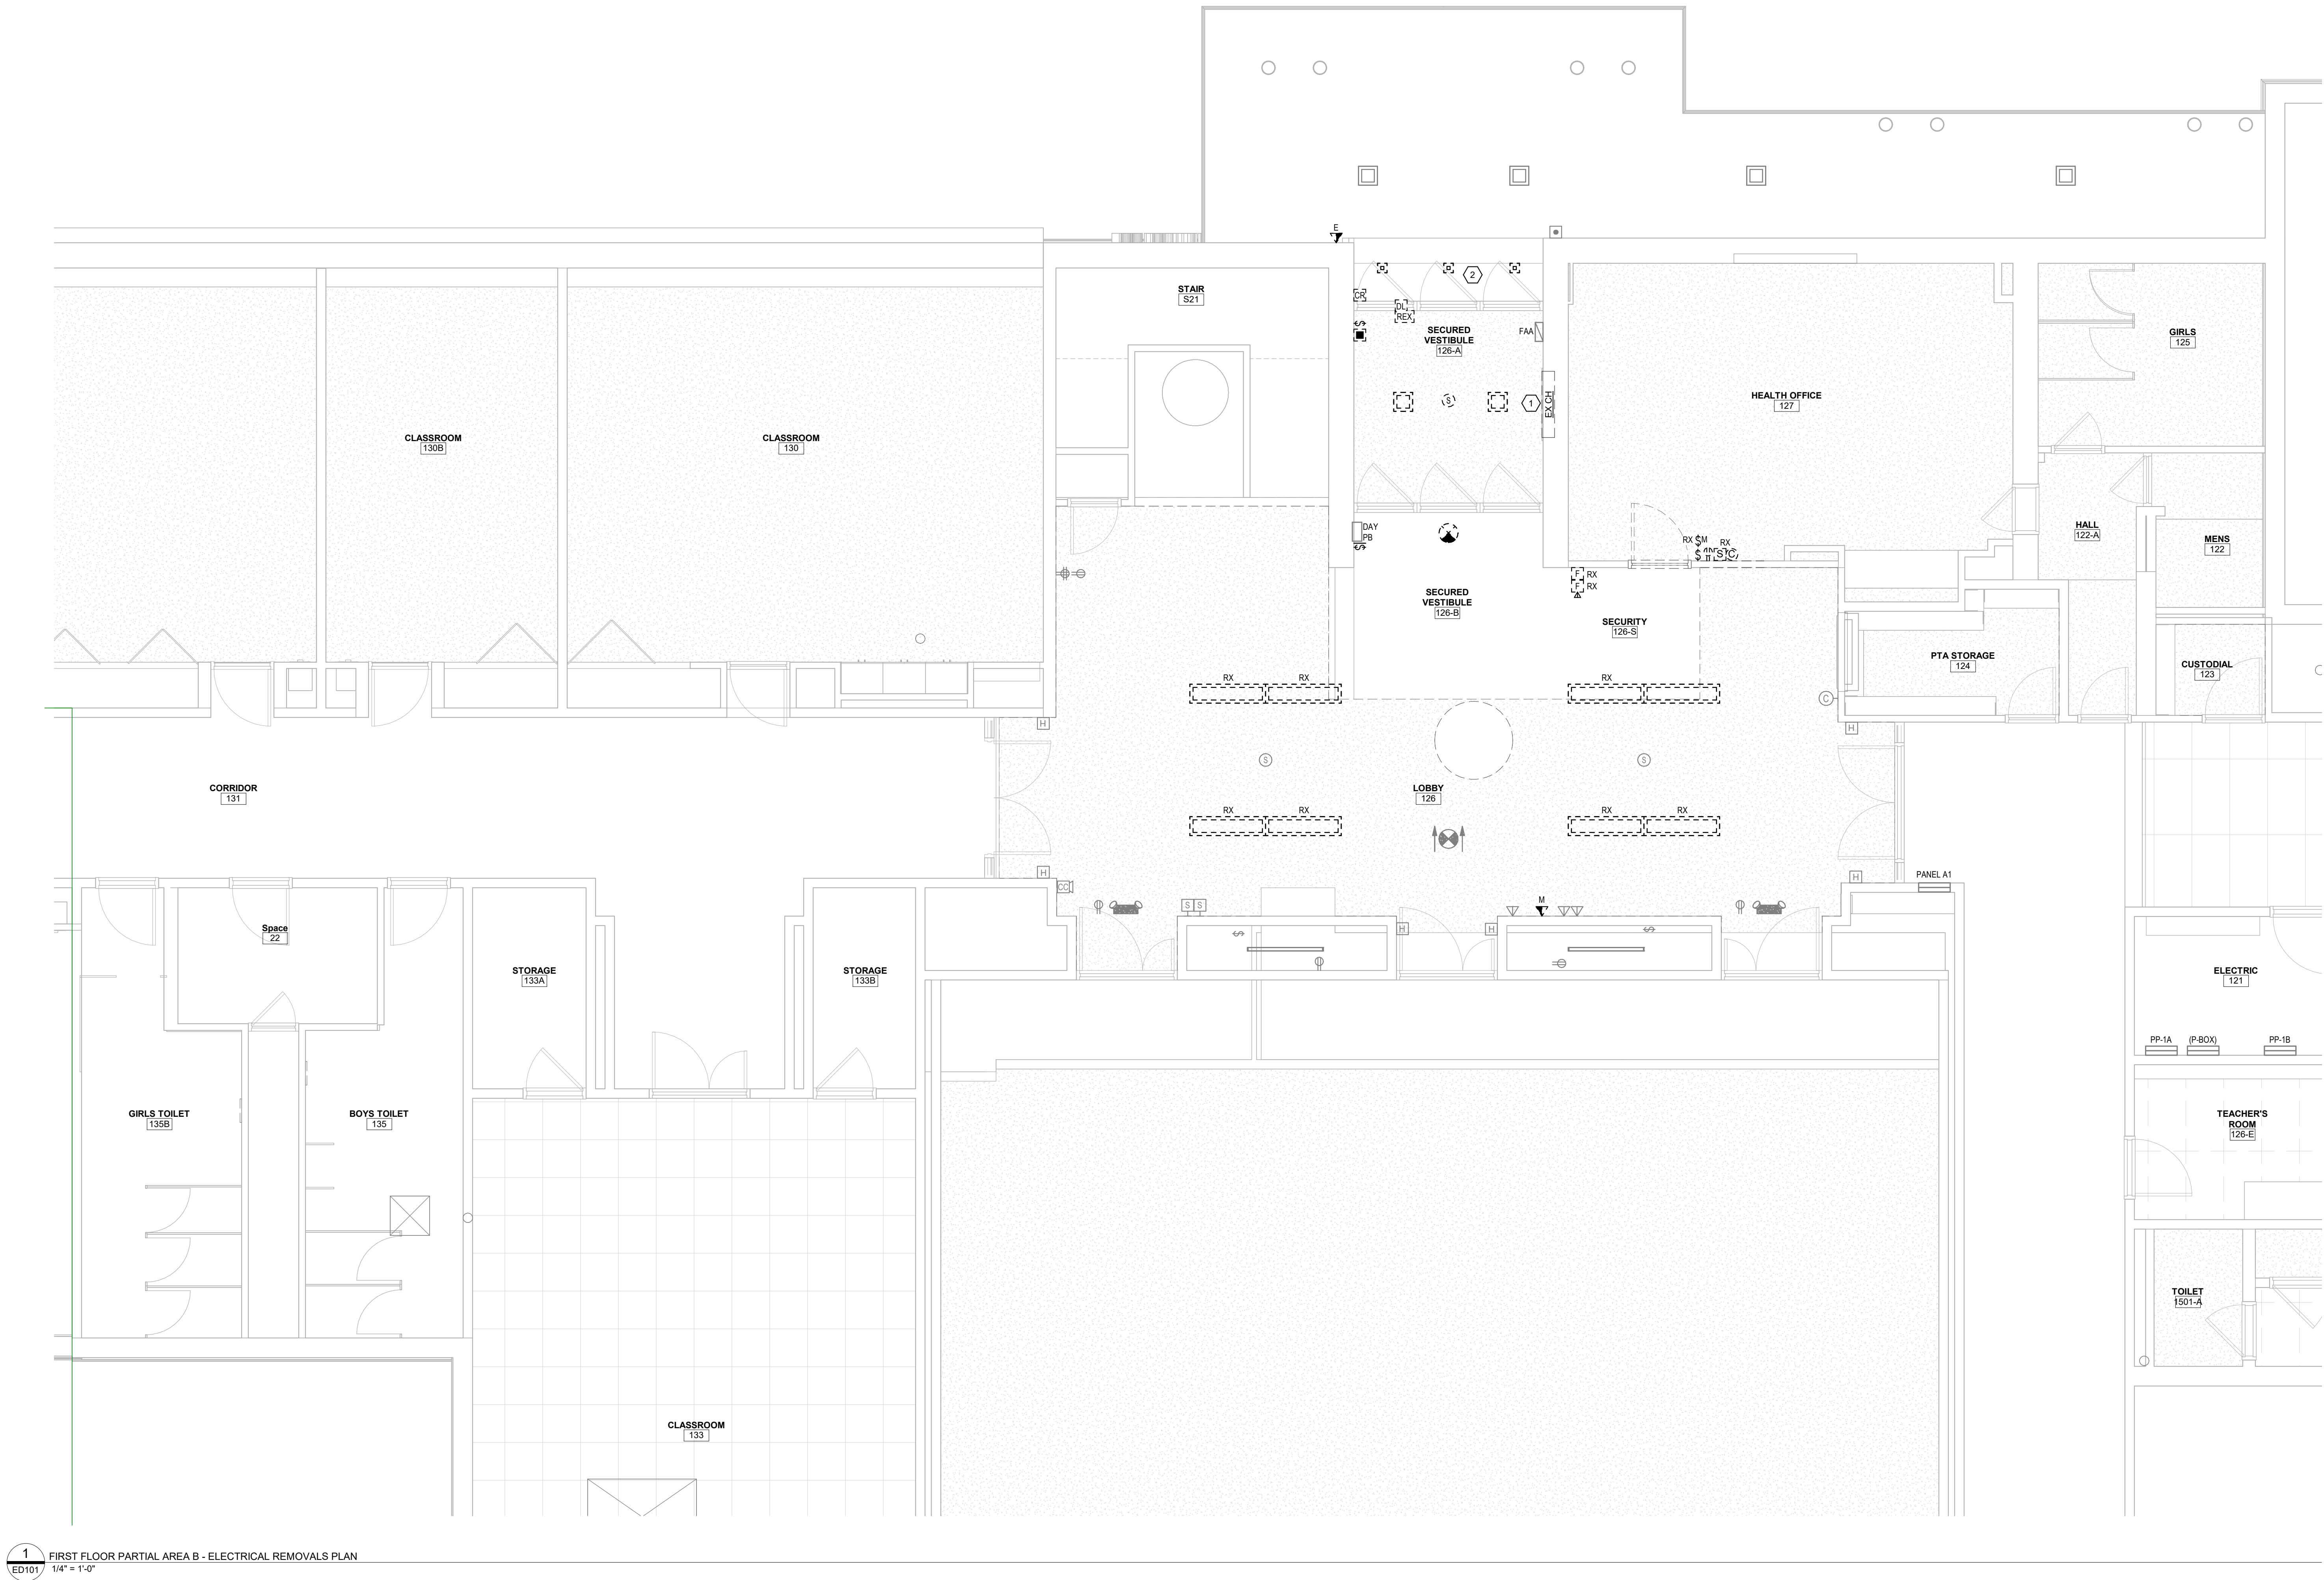 E
2
STAIR
S21
CR
DL
REX
SECURED
VESTIBULE
126-A
FAA
GIRLS
125
S
1
EX CH
HEALTH OFFICE
127
CLASSROOM
130B
CLASSROOM
130
DAY
PB
RX $M
RX
$
S
C
HALL
122-A
MENS
122
F RX
F RX
SECURED
VESTIBULE
126-B
SECURITY
126-S
PTA STORAGE
124
CUSTODIAL
123
RX
RX
RX
C
H
H
S
S
CORRIDOR
131
LOBBY
126
RX
RX
RX
RX
H
H
PANEL A1
CC
S S
M
H
H
Space
22
STORAGE
133A
STORAGE
133B
ELECTRIC
121
PP-1A
(P-BOX)
PP-1B
GIRLS TOILET
135B
BOYS TOILET
135
TEACHER'S
ROOM
126-E
TOILET
1501-A
CLASSROOM
133
1
ED101
FIRST FLOOR PARTIAL AREA B - ELECTRICAL REMOVALS PLAN
1/4" = 1'-0"